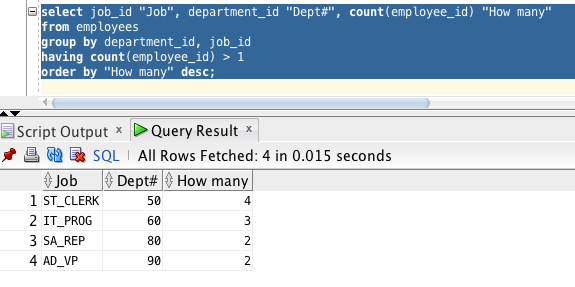 select job_id "Job", department_id "Dept#", count(employee_id) "How many"
from employees
group by department_id, job_id
having count(employee_id) > 1
order by "How many" desc;
Script Output x Query Result x
SQL | All Rows Fetched: 4 in 0.015 seconds
Job Dept# How many
1 ST_CLERK 50 4
2 IT_PROG 60 3
3 SA_REP 80 2
4 AD_VP 90 2